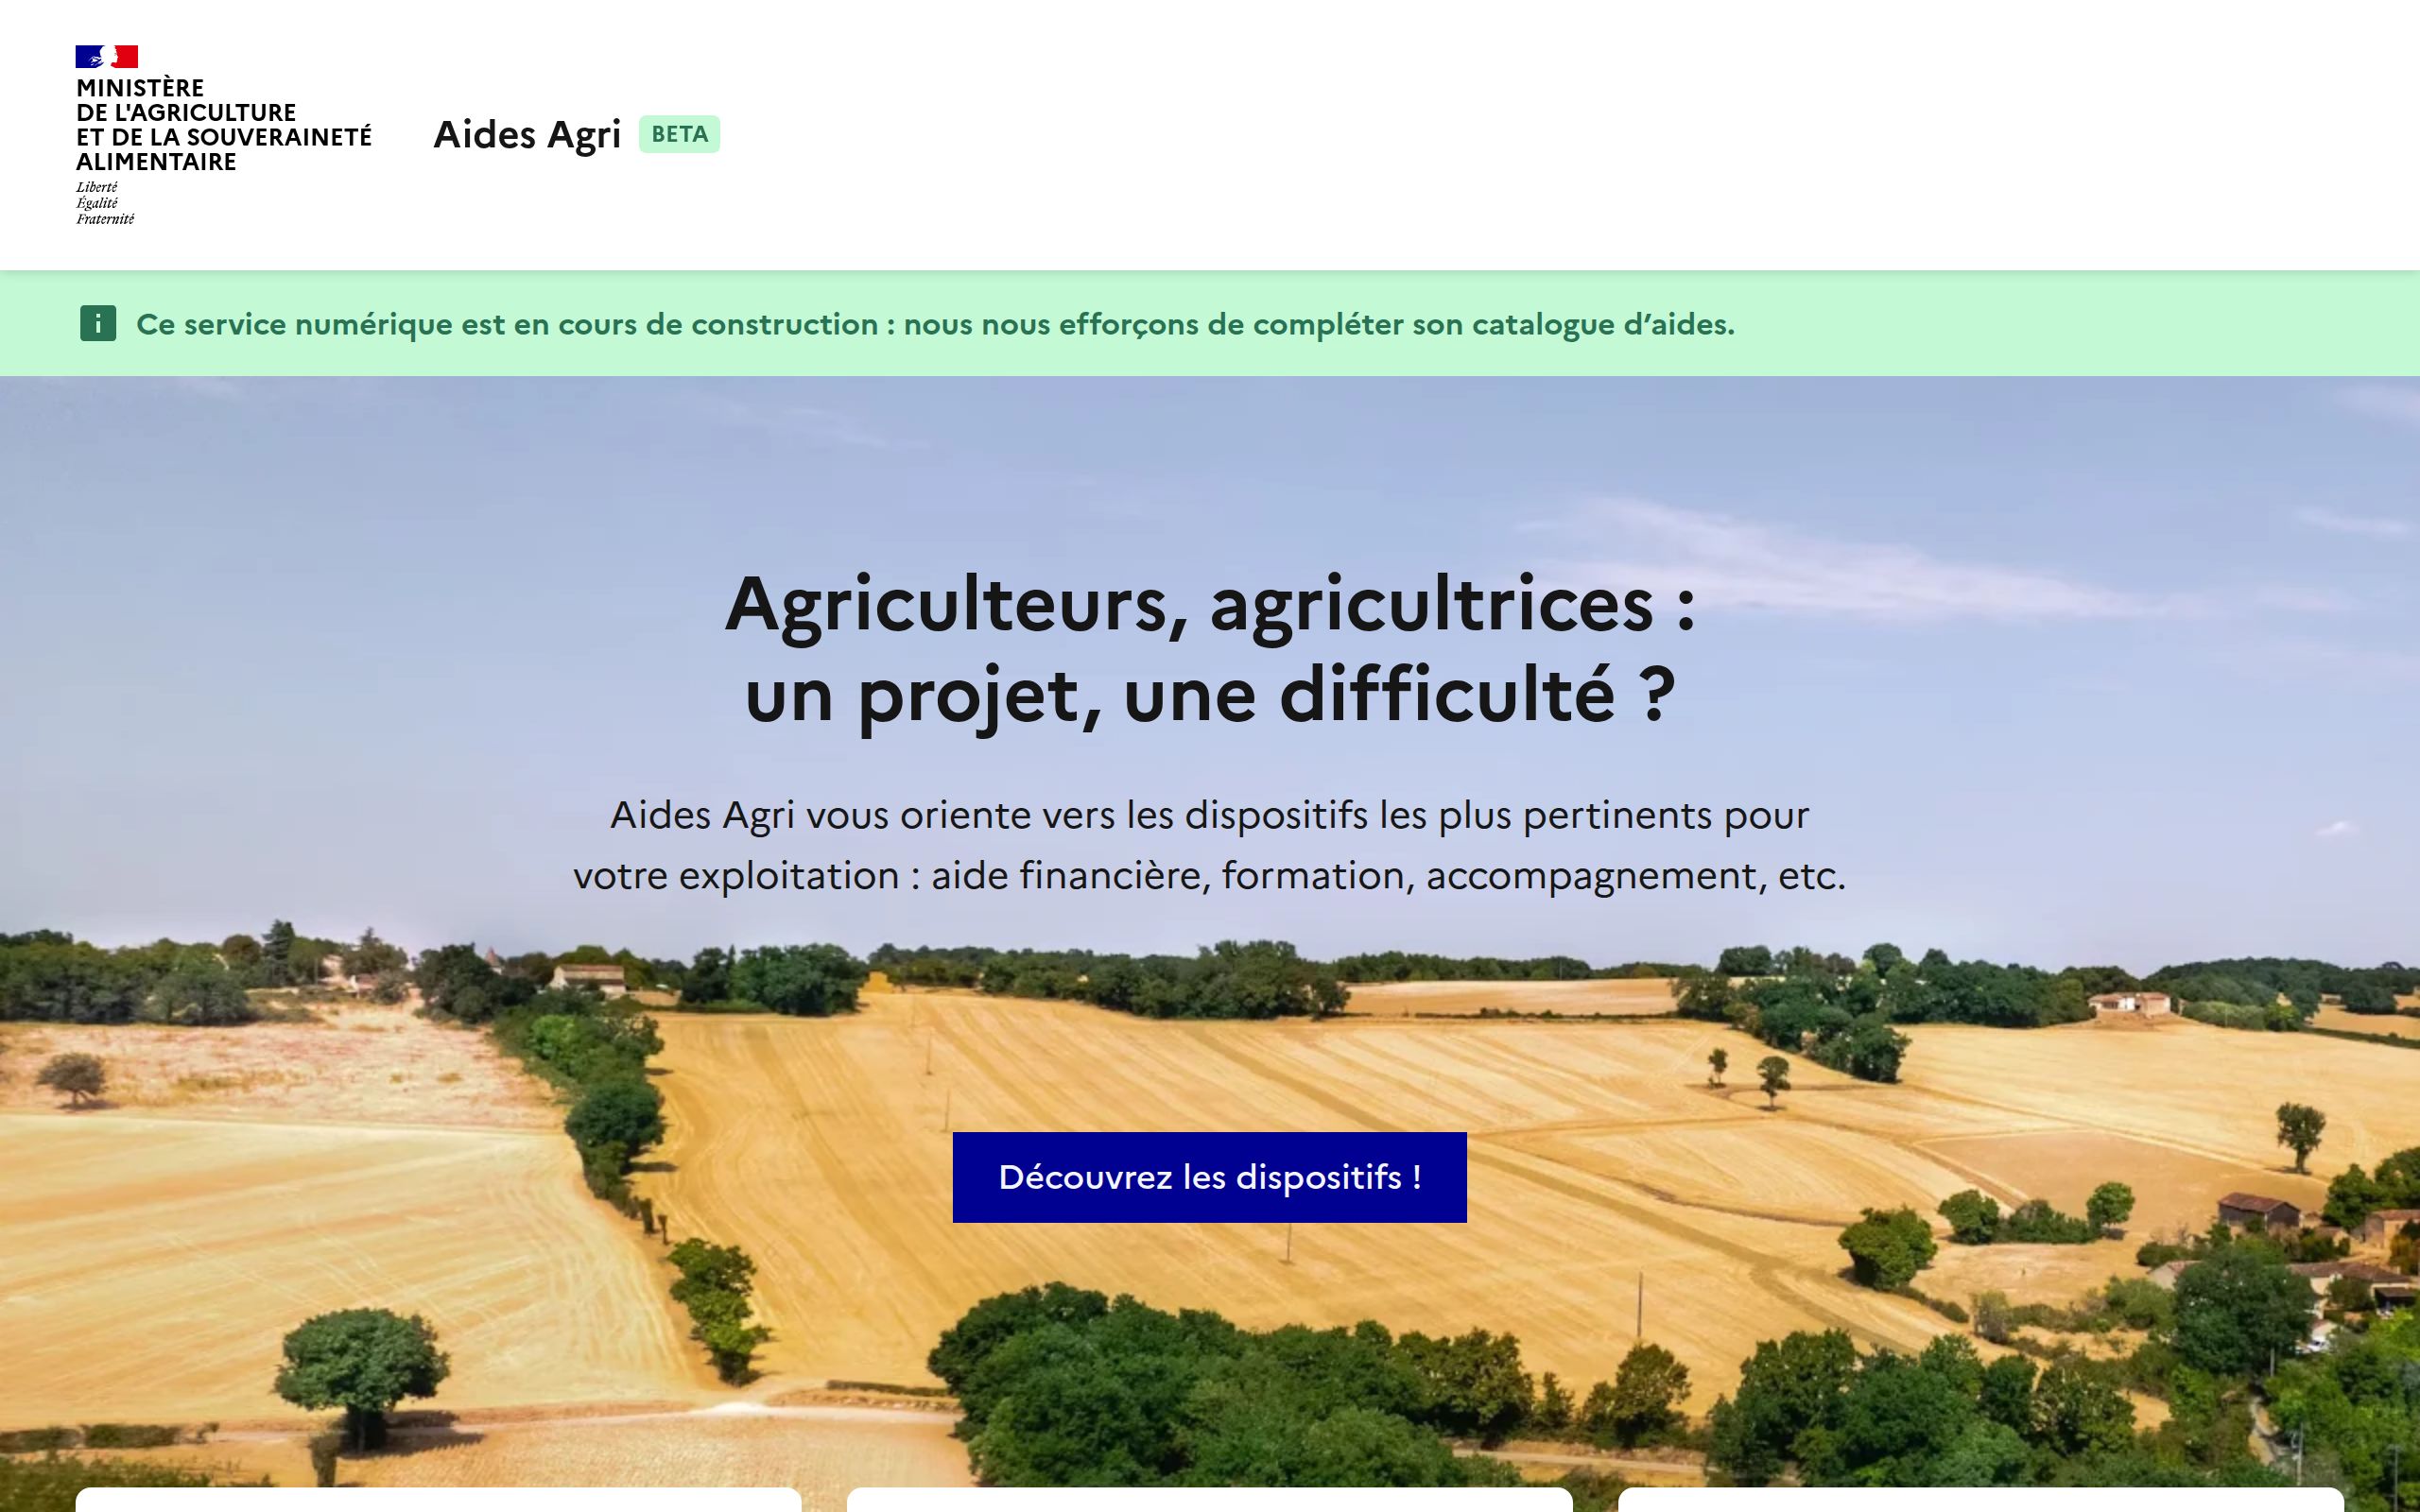 MINISTÈRE
DE L'AGRICULTURE
ET DE LA SOUVERAINETÉ
ALIMENTAIRE
Liberté
Égalité
Fraternité
Aides Agri BETA
Ce service numérique est en cours de construction : nous nous efforçons de compléter son catalogue d’aides.
Agriculteurs, agricultrices :
un projet, une difficulté ?
Aides Agri vous oriente vers les dispositifs les plus pertinents pour
votre exploitation : aide financière, formation, accompagnement, etc.
Découvrez les dispositifs !